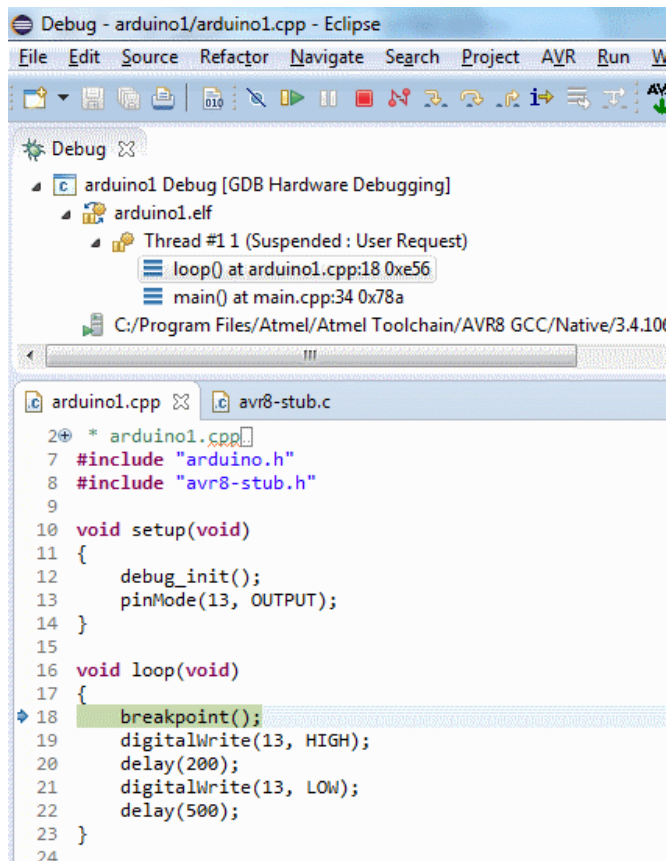 Debug - arduino1/arduino1.cpp - Eclipse
File Edit Source Refactor Navigate Search Project AVR Run W
010 i AV
Debug
c arduino1 Debug [GDB Hardware Debugging]
arduino1.elf
Thread #1 1 (Suspended : User Request)
loop() at arduino1.cpp:18 0xe56
main() at main.cpp:34 0x78a
C:/Program Files/Atmel/Atmel Toolchain/AVR8 GCC/Native/3.4.106
.c arduino1.cpp .c avr8-stub.c
2 * arduino1.cpp
7 #include "arduino.h"
8 #include "avr8-stub.h"
9
10 void setup(void)
11 {
12 debug_init();
13 pinMode(13, OUTPUT);
14 }
15
16 void loop(void)
17 {
18 breakpoint();
19 digitalWrite(13, HIGH);
20 delay(200);
21 digitalWrite(13, LOW);
22 delay(500);
23 }
24